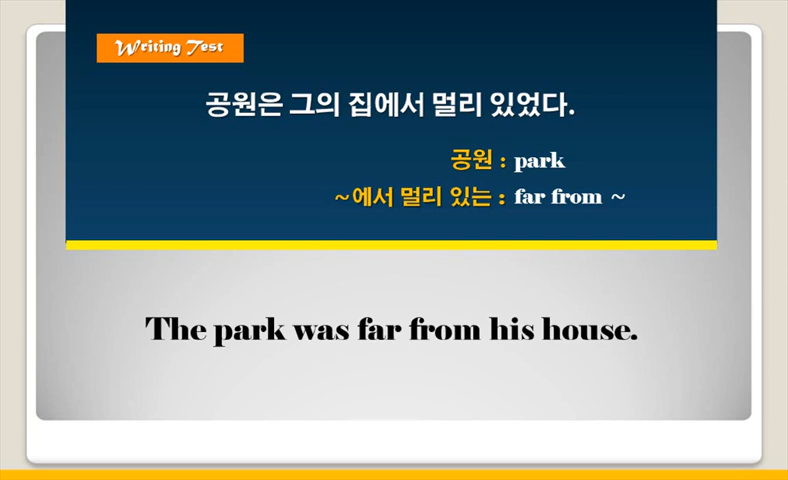 Writing Test
공원은 그의 집에서 멀리 있었다.
공원 : park
~에서 멀리 있는 : far from ~
The park was far from his house.